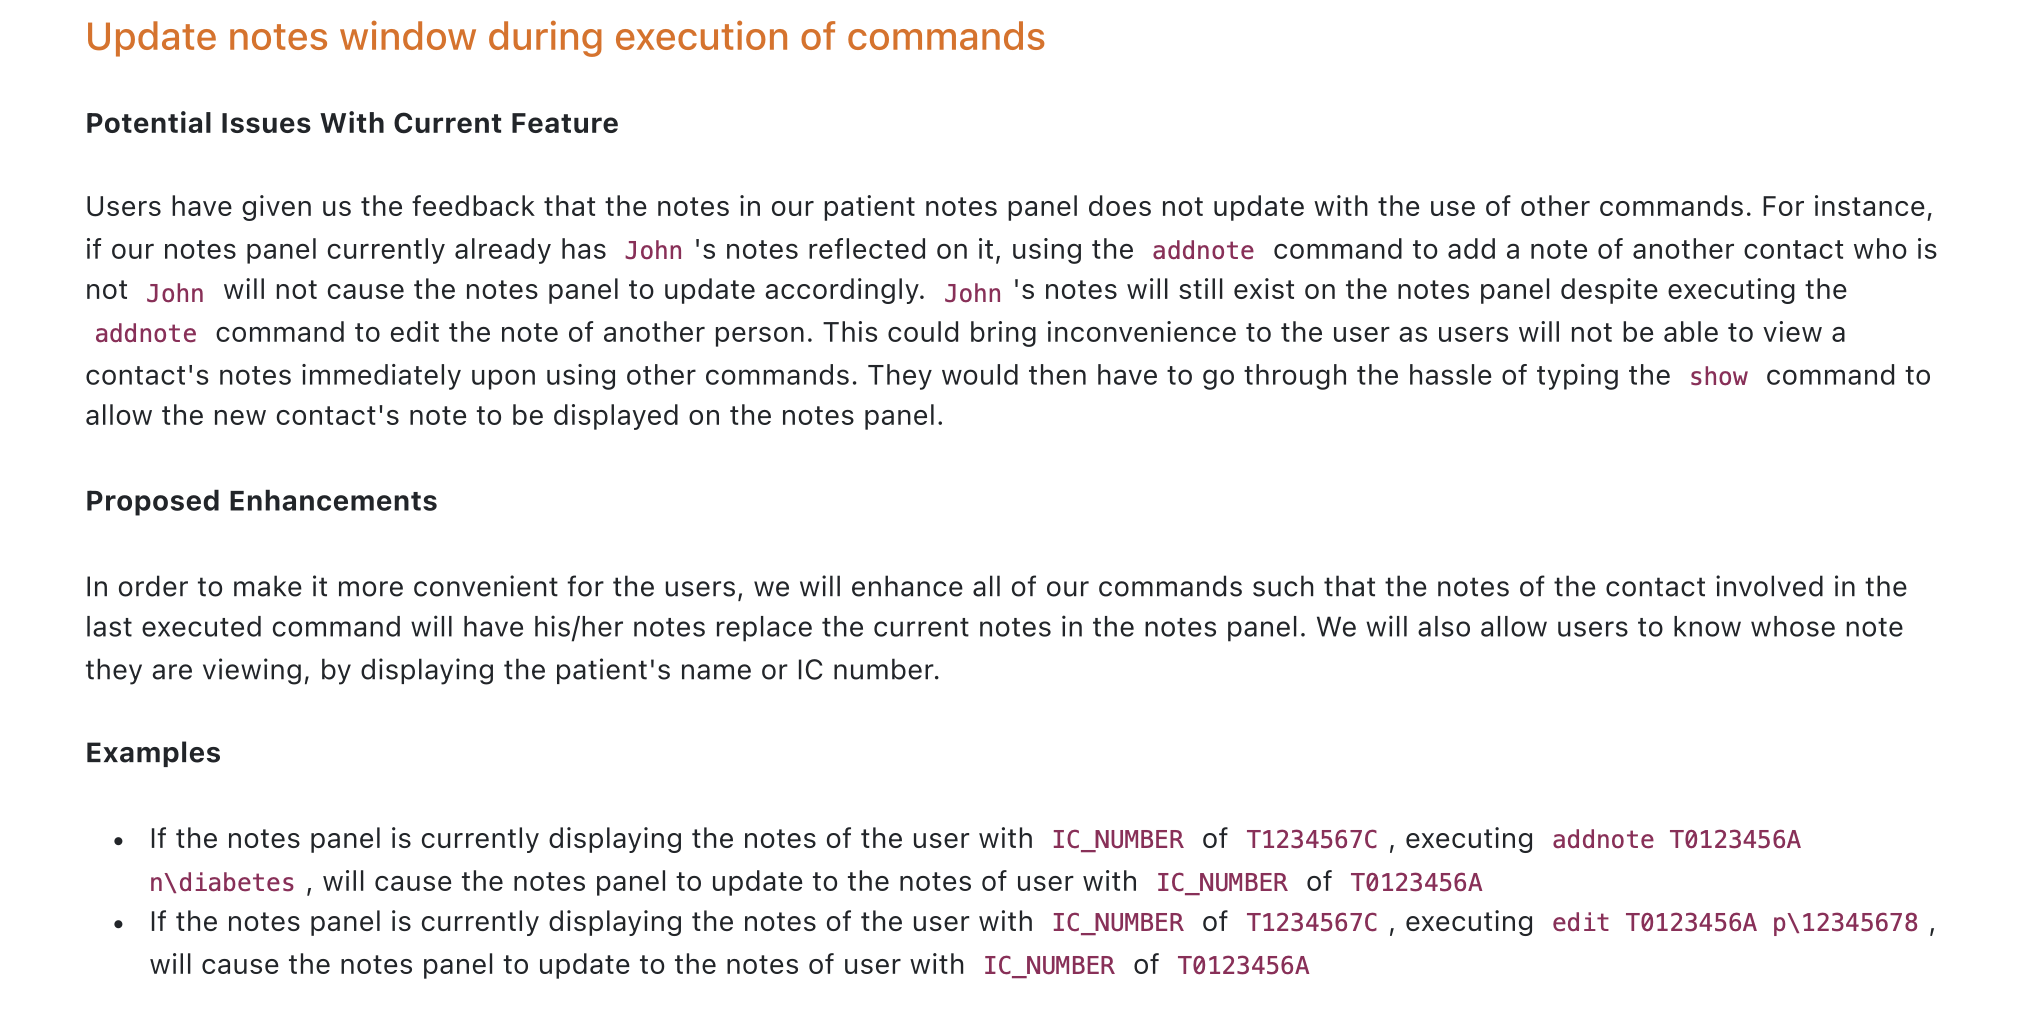 Update notes window during execution of commands
Potential Issues With Current Feature
Users have given us the feedback that the notes in our patient notes panel does not update with the use of other commands. For instance,
if our notes panel currently already has John 's notes reflected on it, using the addnote command to add a note of another contact who is
not John will not cause the notes panel to update accordingly. John 's notes will still exist on the notes panel despite executing the
addnote command to edit the note of another person. This could bring inconvenience to the user as users will not be able to view a
contact's notes immediately upon using other commands. They would then have to go through the hassle of typing the show command to
allow the new contact's note to be displayed on the notes panel.
Proposed Enhancements
In order to make it more convenient for the users, we will enhance all of our commands such that the notes of the contact involved in the
last executed command will have his/her notes replace the current notes in the notes panel. We will also allow users to know whose note
they are viewing, by displaying the patient's name or IC number.
Examples
• If the notes panel is currently displaying the notes of the user with IC_NUMBER of T1234567C , executing addnote T0123456A
n\diabetes , will cause the notes panel to update to the notes of user with IC_NUMBER of T0123456A
• If the notes panel is currently displaying the notes of the user with IC_NUMBER of T1234567C , executing edit T0123456A p\12345678 ,
will cause the notes panel to update to the notes of user with IC_NUMBER of T0123456A